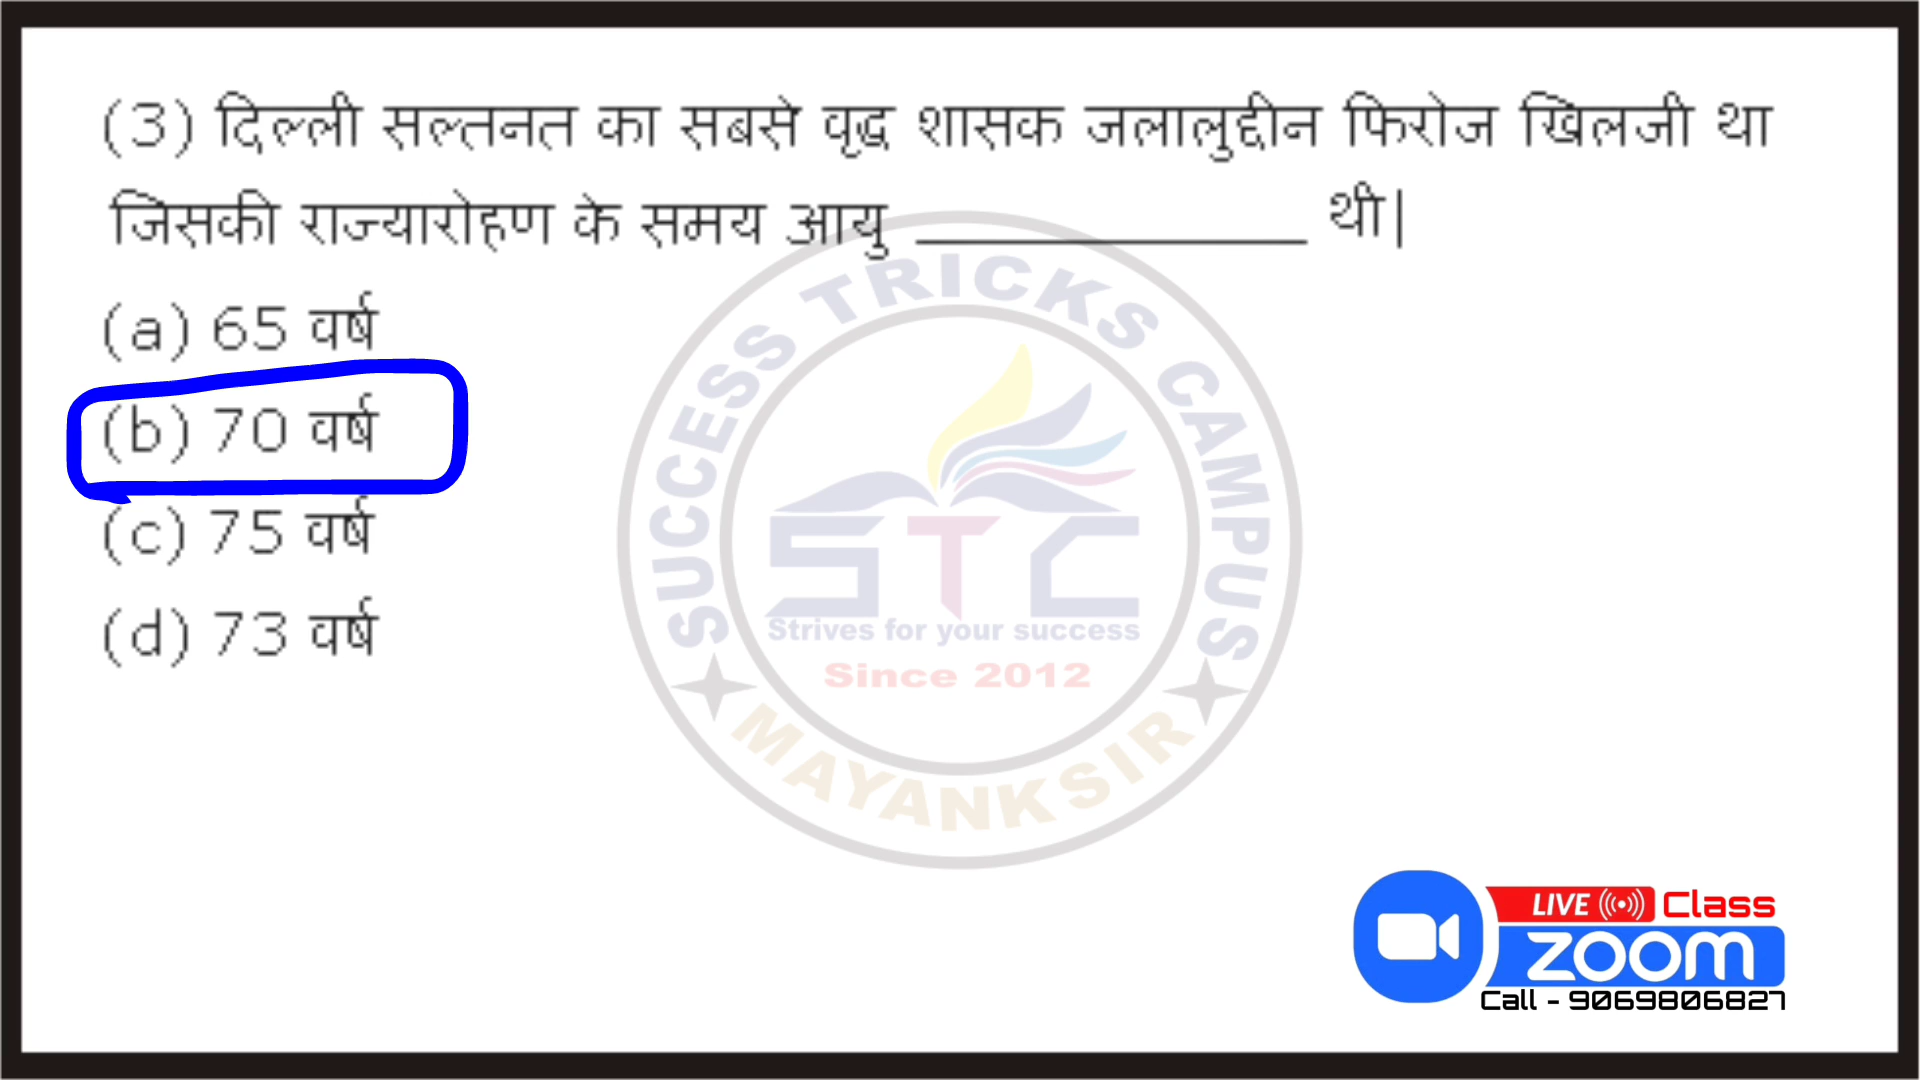 (3) दिल्ली सल्तनत का सबसे वृद्ध शासक जलालुद्दीन फिरोज खिलजी था
जिसकी राज्यारोहण के समय आयु ______________ थी|
(a) 65 वर्ष
(b) 70 वर्ष
(c) 75 वर्ष
(d) 73 वर्ष
SUCCESS TRICKS CAMPUS
STC
Strives for your success
Since 2012
MAYANKSIR
LIVE Class
zoom
Call - 9069806827